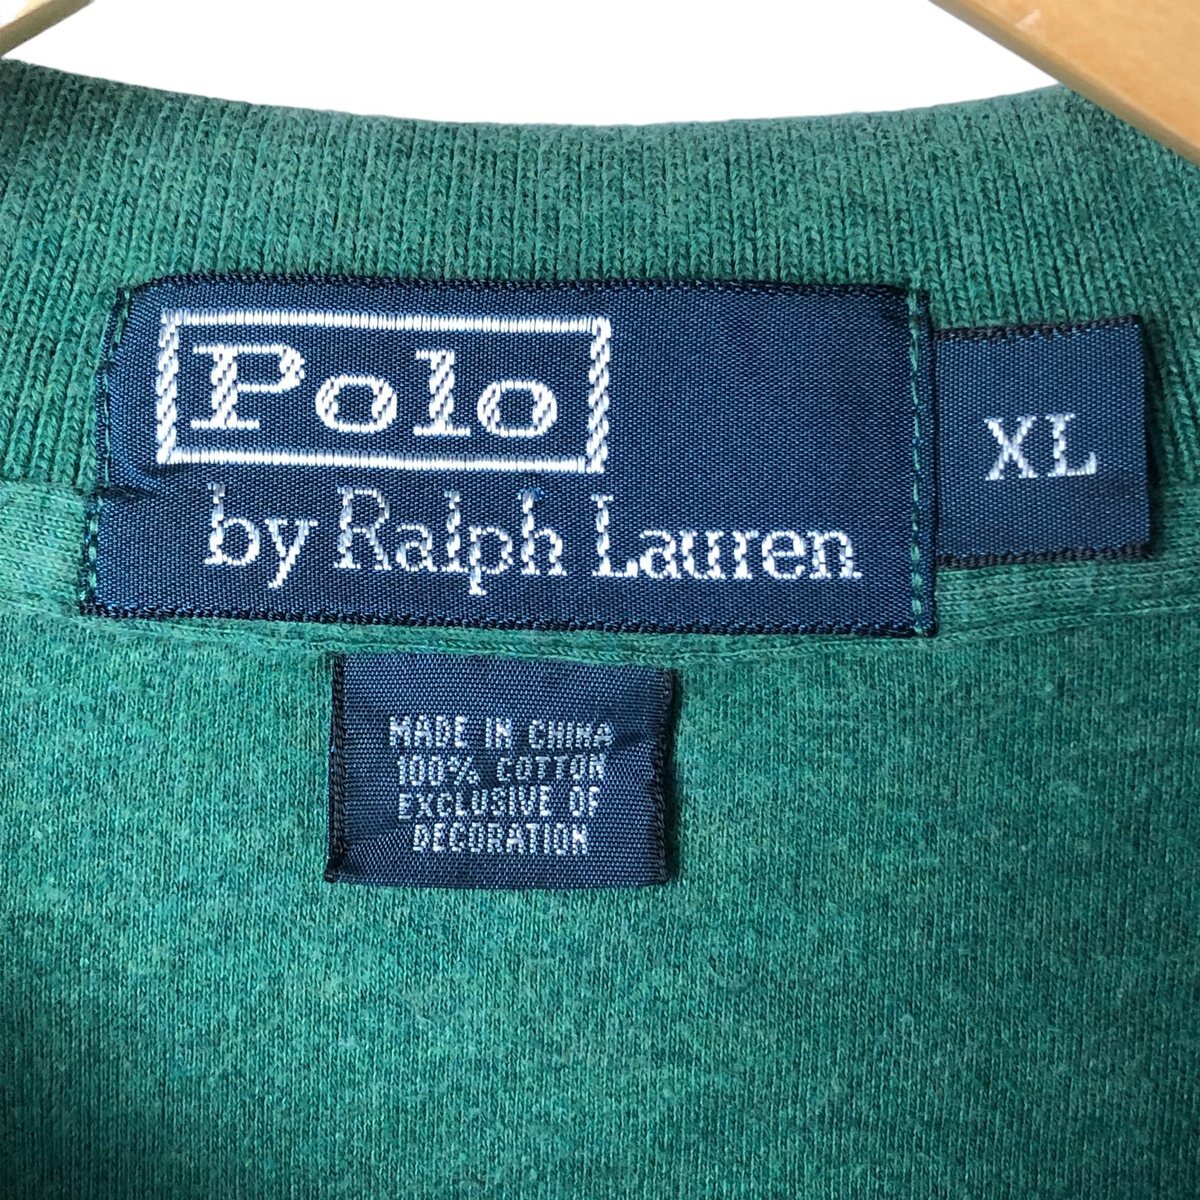 Polo
by Ralph Lauren
XL
MADE IN CHINA
100% COTTON
EXCLUSIVE OF
DECORATION